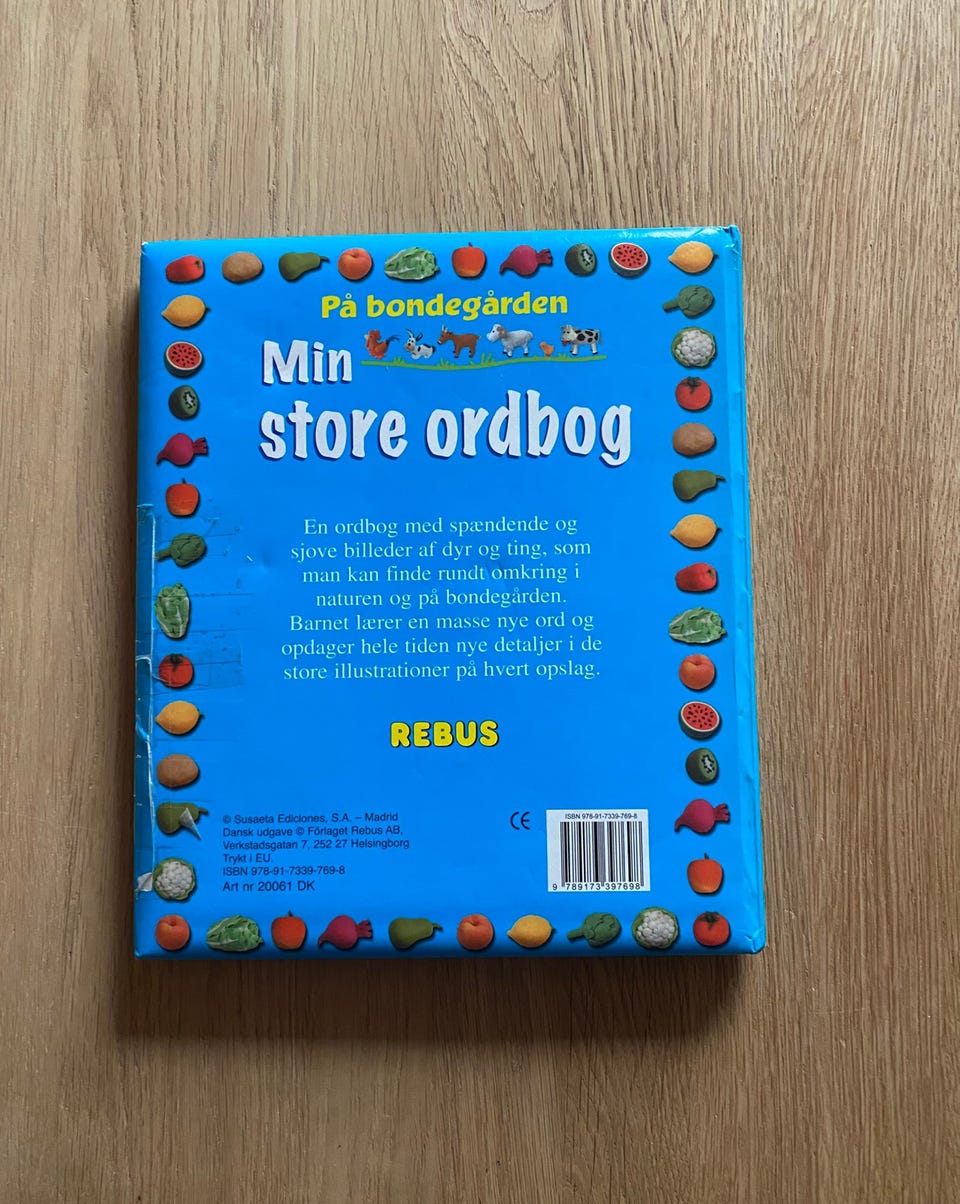 På bondegården
Min
store ordbog
En ordbog med spændende og
sjove billeder af dyr og ting, som
man kan finde rundt omkring i
naturen og på bondegården.
Barnet lærer en masse nye ord og
opdager hele tiden nye detaljer i de
store illustrationer på hvert opslag.
REBUS
© Susaeta Ediciones, S.A. – Madrid
Dansk udgave © Förlaget Rebus AB,
Verkstadsgatan 7, 252 27 Helsingborg
Trykt i EU.
ISBN 978-91-7339-769-8
Art nr 20061 DK
CE
ISBN 978-91-7339-769-8
9 789173 397698